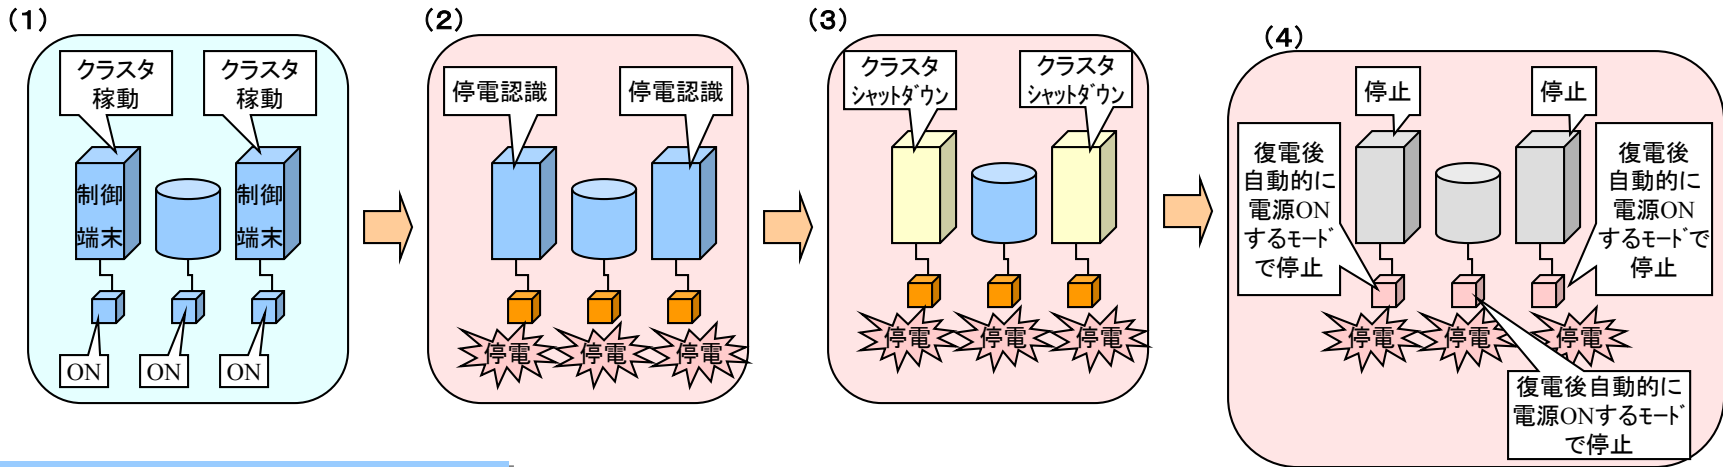 (1)
クラスタ
稼動
クラスタ
稼動
制御
端末
制御
端末
ON
ON
ON
(2)
停電認識
停電認識
停電
停電
停電
(3)
クラスタ
ｼｬｯﾄﾀﾞｳﾝ
クラスタ
ｼｬｯﾄﾀﾞｳﾝ
停電
停電
停電
(4)
停止
停止
復電後
自動的に
電源ON
するﾓｰﾄﾞ
で停止
復電後
自動的に
電源ON
するﾓｰﾄﾞで
停止
停電
停電
停電
復電後自動的に
電源ONするﾓｰﾄﾞ
で停止